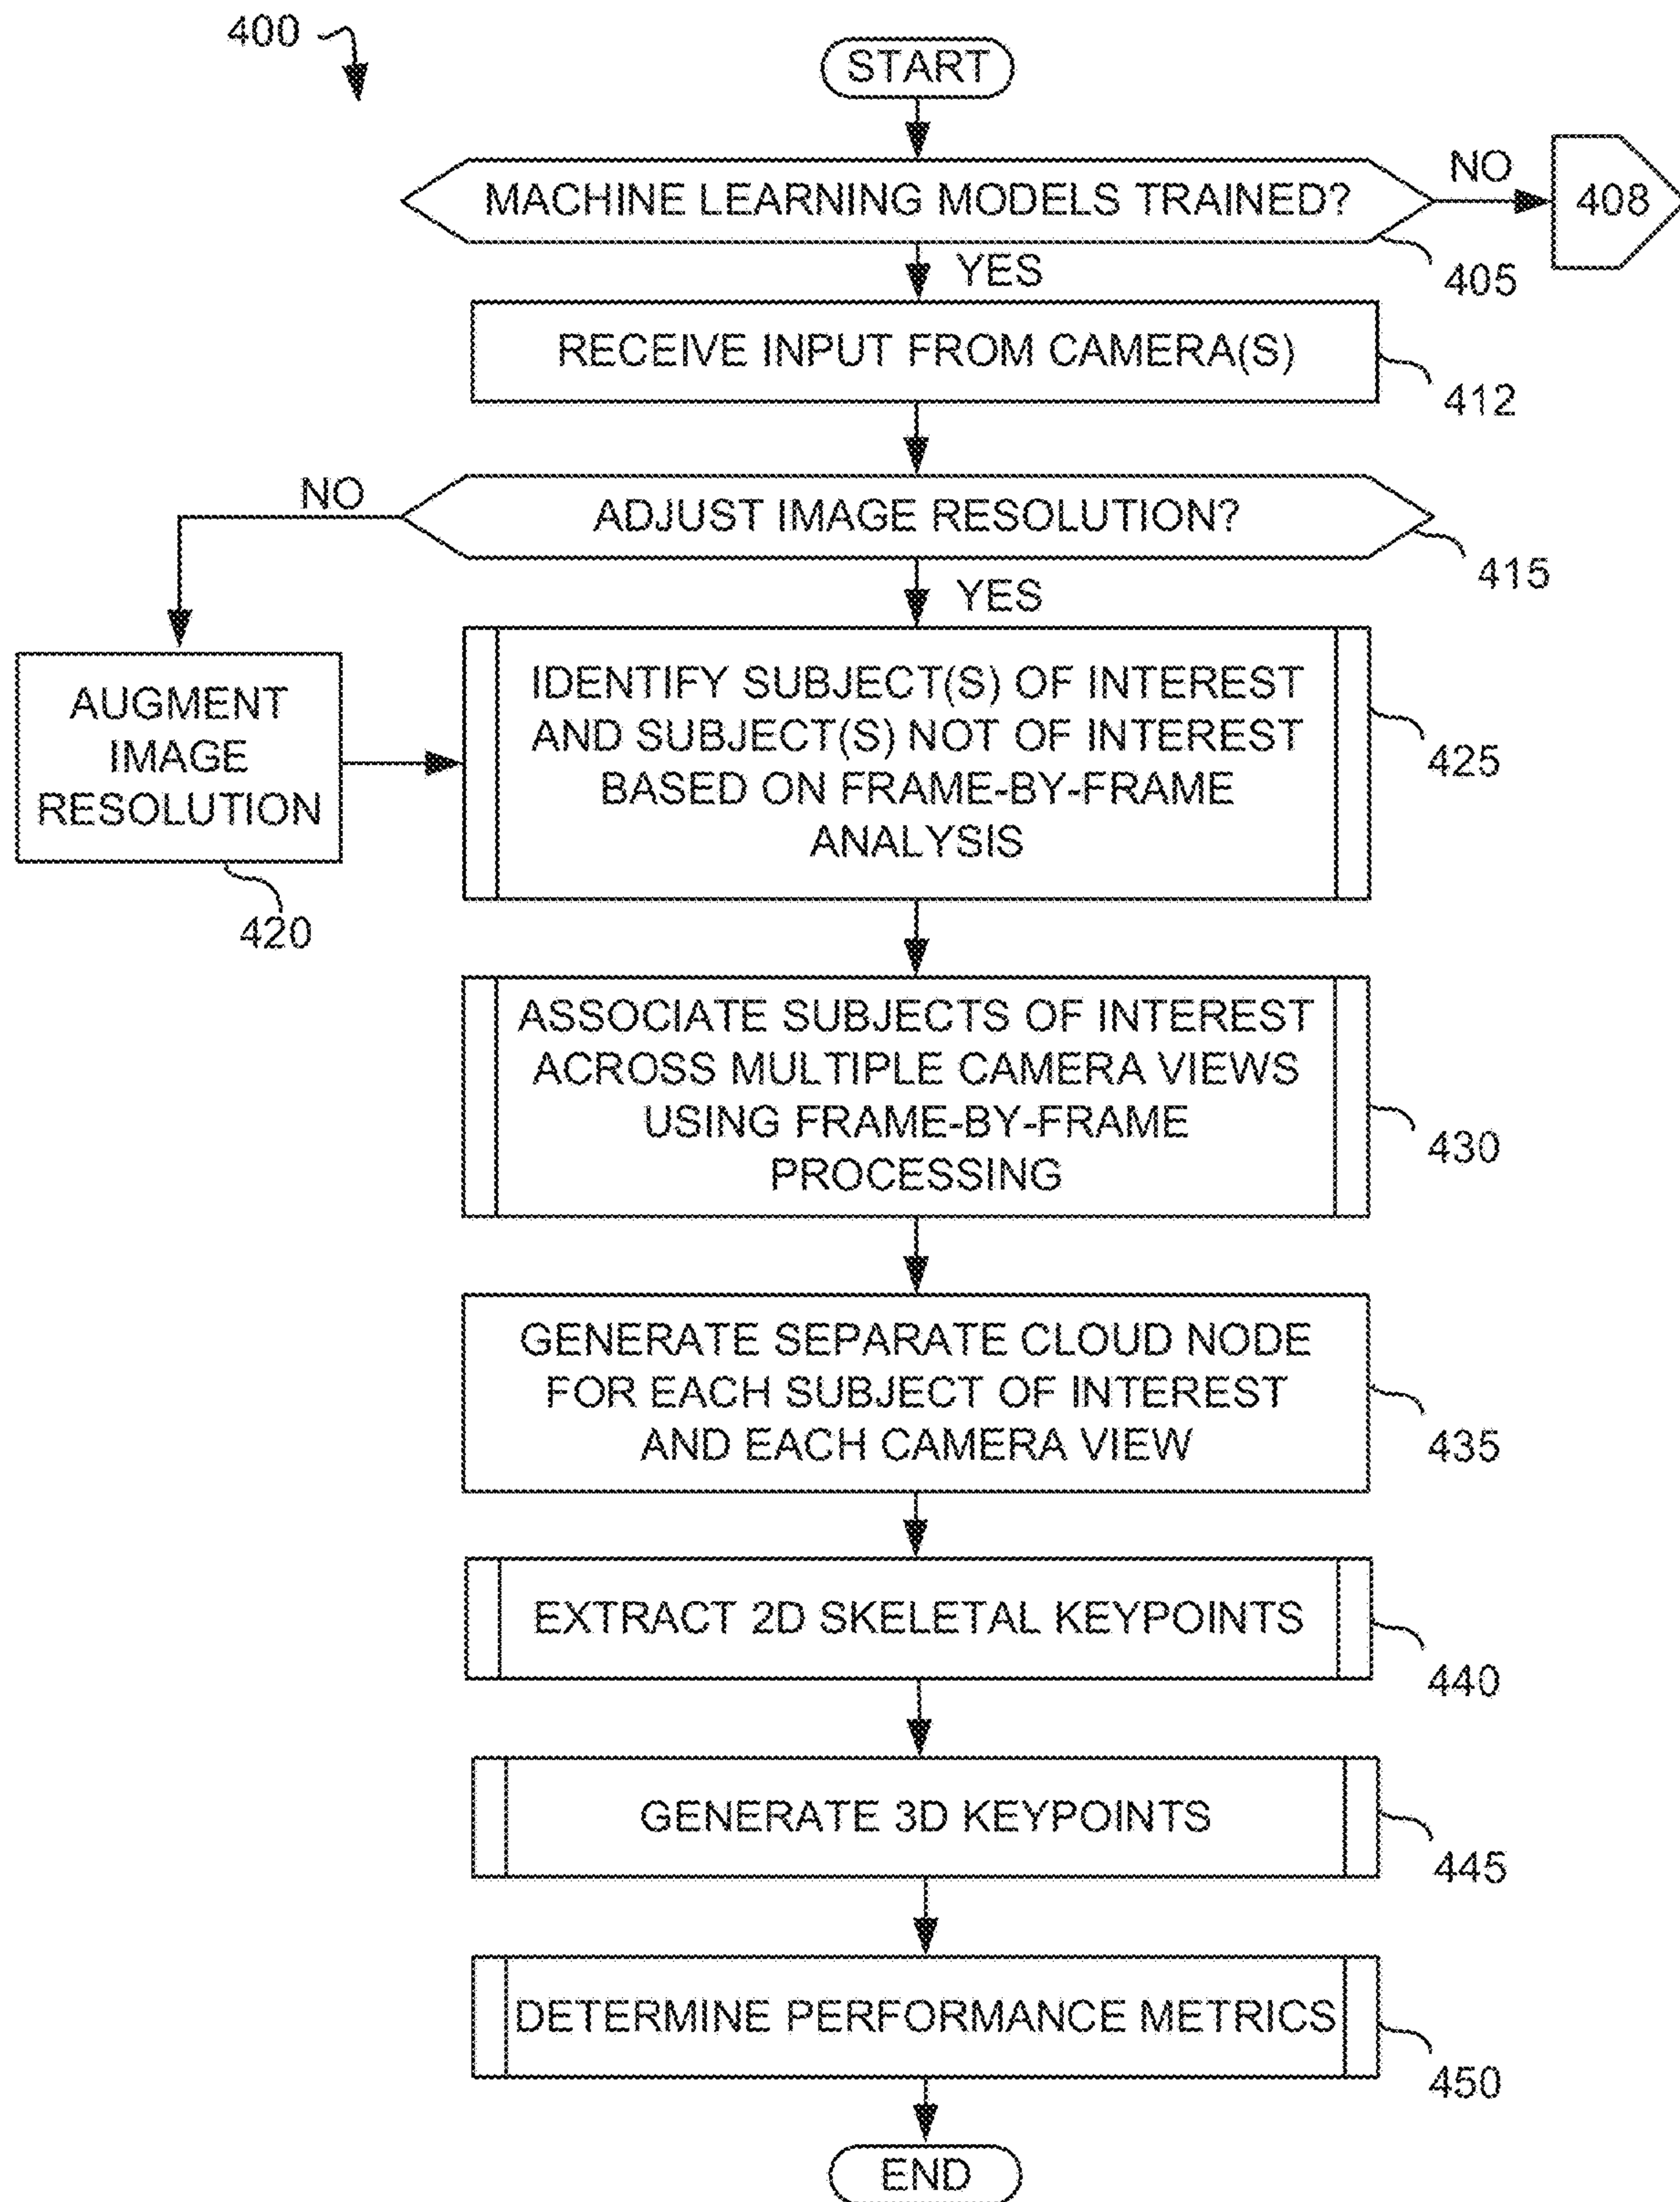 400
START
MACHINE LEARNING MODELS TRAINED?
NO
408
405
YES
RECEIVE INPUT FROM CAMERA(S)
412
NO
ADJUST IMAGE RESOLUTION?
415
YES
AUGMENT
IMAGE
RESOLUTION
420
IDENTIFY SUBJECT(S) OF INTEREST
AND SUBJECT(S) NOT OF INTEREST
BASED ON FRAME-BY-FRAME
ANALYSIS
425
ASSOCIATE SUBJECTS OF INTEREST
ACROSS MULTIPLE CAMERA VIEWS
USING FRAME-BY-FRAME
PROCESSING
430
GENERATE SEPARATE CLOUD NODE
FOR EACH SUBJECT OF INTEREST
AND EACH CAMERA VIEW
435
EXTRACT 2D SKELETAL KEYPOINTS
440
GENERATE 3D KEYPOINTS
445
DETERMINE PERFORMANCE METRICS
450
END